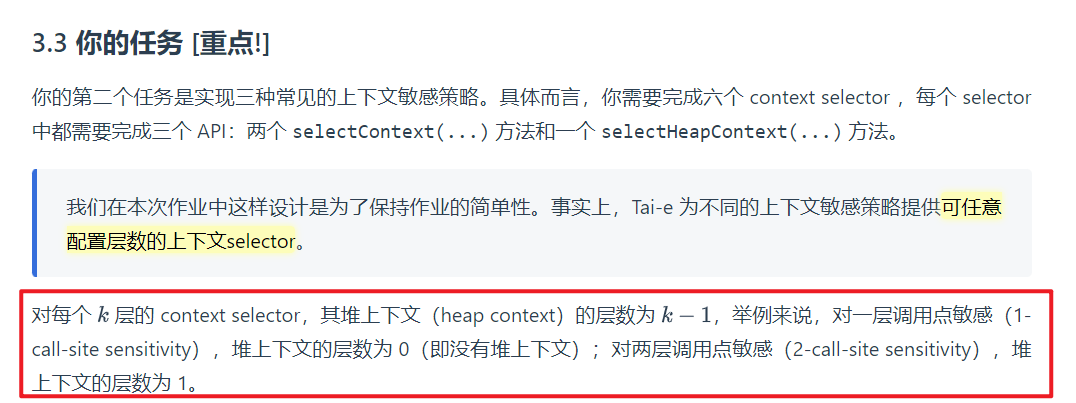 3.3 你的任务 [重点!]
你的第二个任务是实现三种常见的上下文敏感策略。具体而言，你需要完成六个 context selector ，每个 selector
中都需要完成三个 API：两个 selectContext(...) 方法和一个 selectHeapContext(...) 方法。
我们在本次作业中这样设计是为了保持作业的简单性。事实上，Tai-e 为不同的上下文敏感策略提供可任意
配置层数的上下文selector。
对每个 k 层的 context selector，其堆上下文（heap context）的层数为 k − 1，举例来说，对一层调用点敏感（1-
call-site sensitivity），堆上下文的层数为 0（即没有堆上下文）；对两层调用点敏感（2-call-site sensitivity），堆
上下文的层数为 1。